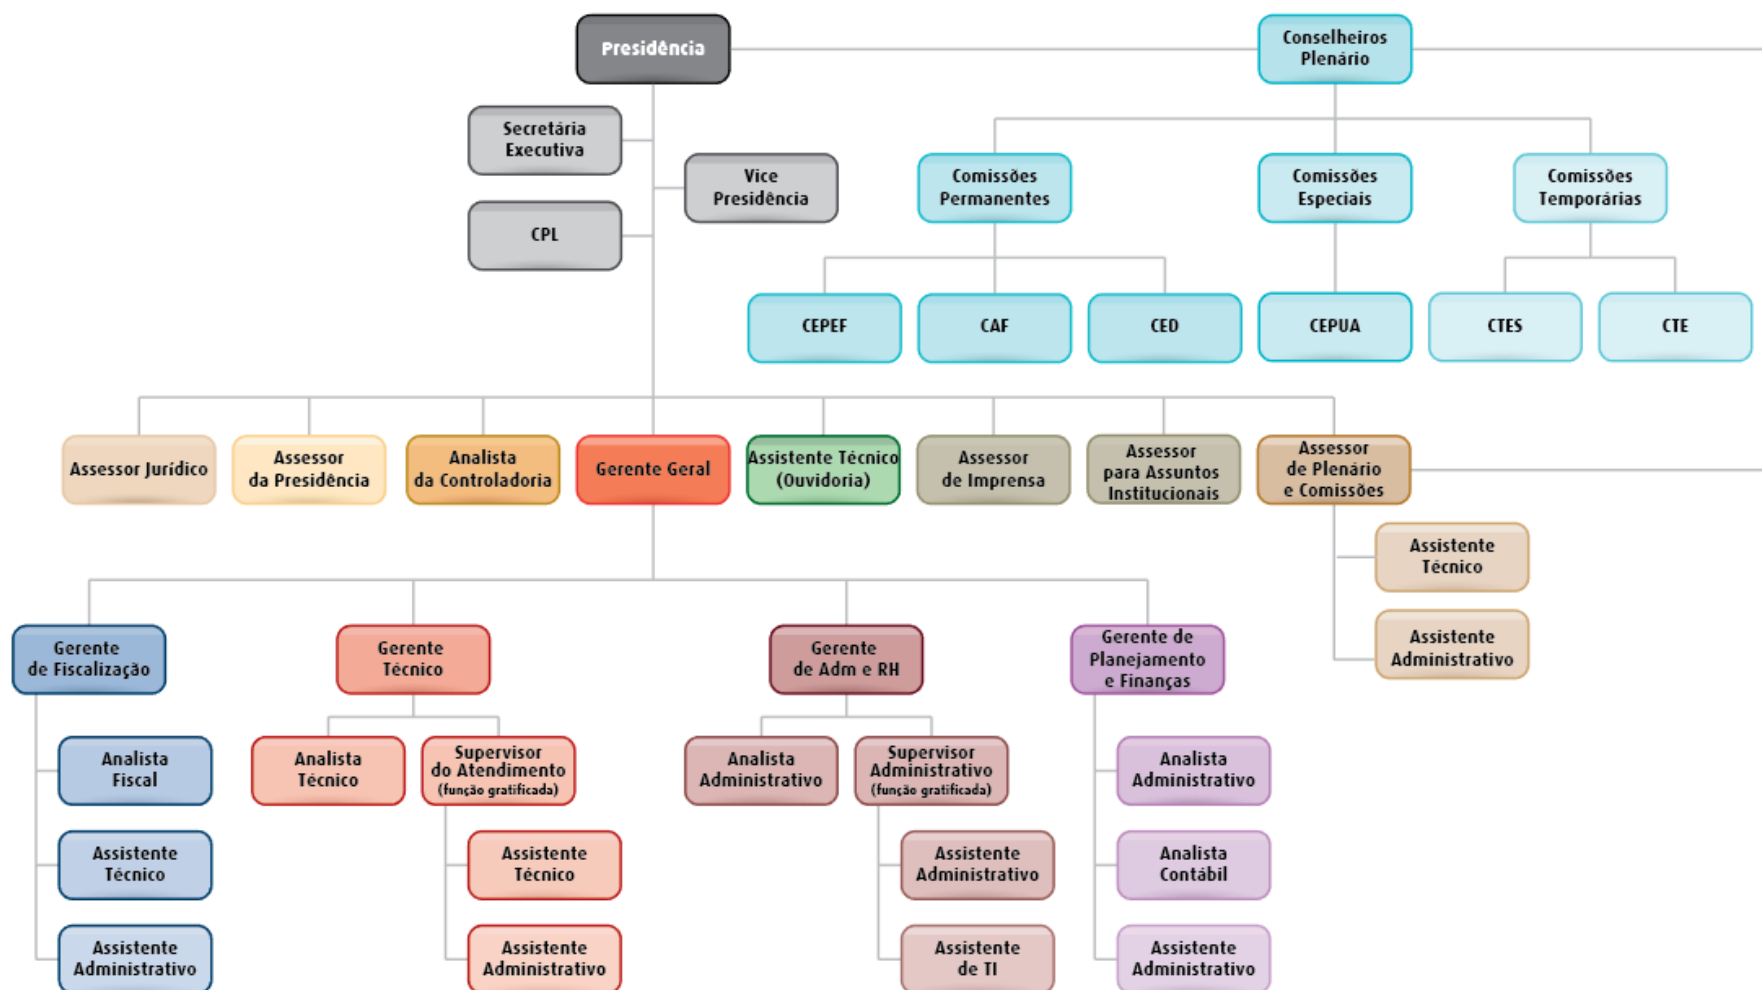 Presidência
Conselheiros
Plenário
Secretária
Executiva
Vice
Presidência
CPL
Comissões
Permanentes
Comissões
Especiais
Comissões
Temporárias
CEPEF
CAF
CED
CEPUA
CTES
CTE
Assessor Jurídico
Assessor
da Presidência
Analista
da Controladoria
Gerente Geral
Assistente Técnico
(Ouvidoria)
Assessor
de Imprensa
Assessor
para Assuntos
Institucionais
Assessor
de Plenário
e Comissões
Assistente
Técnico
Assistente
Administrativo
Gerente
de Fiscalização
Gerente
Técnico
Gerente
de Adm e RH
Gerente de
Planejamento
e Finanças
Analista
Fiscal
Analista
Técnico
Supervisor
do Atendimento
(função gratificada)
Analista
Administrativo
Supervisor
Administrativo
(função gratificada)
Analista
Administrativo
Assistente
Técnico
Assistente
Técnico
Assistente
Administrativo
Analista
Contábil
Assistente
Administrativo
Assistente
Administrativo
Assistente
de TI
Assistente
Administrativo